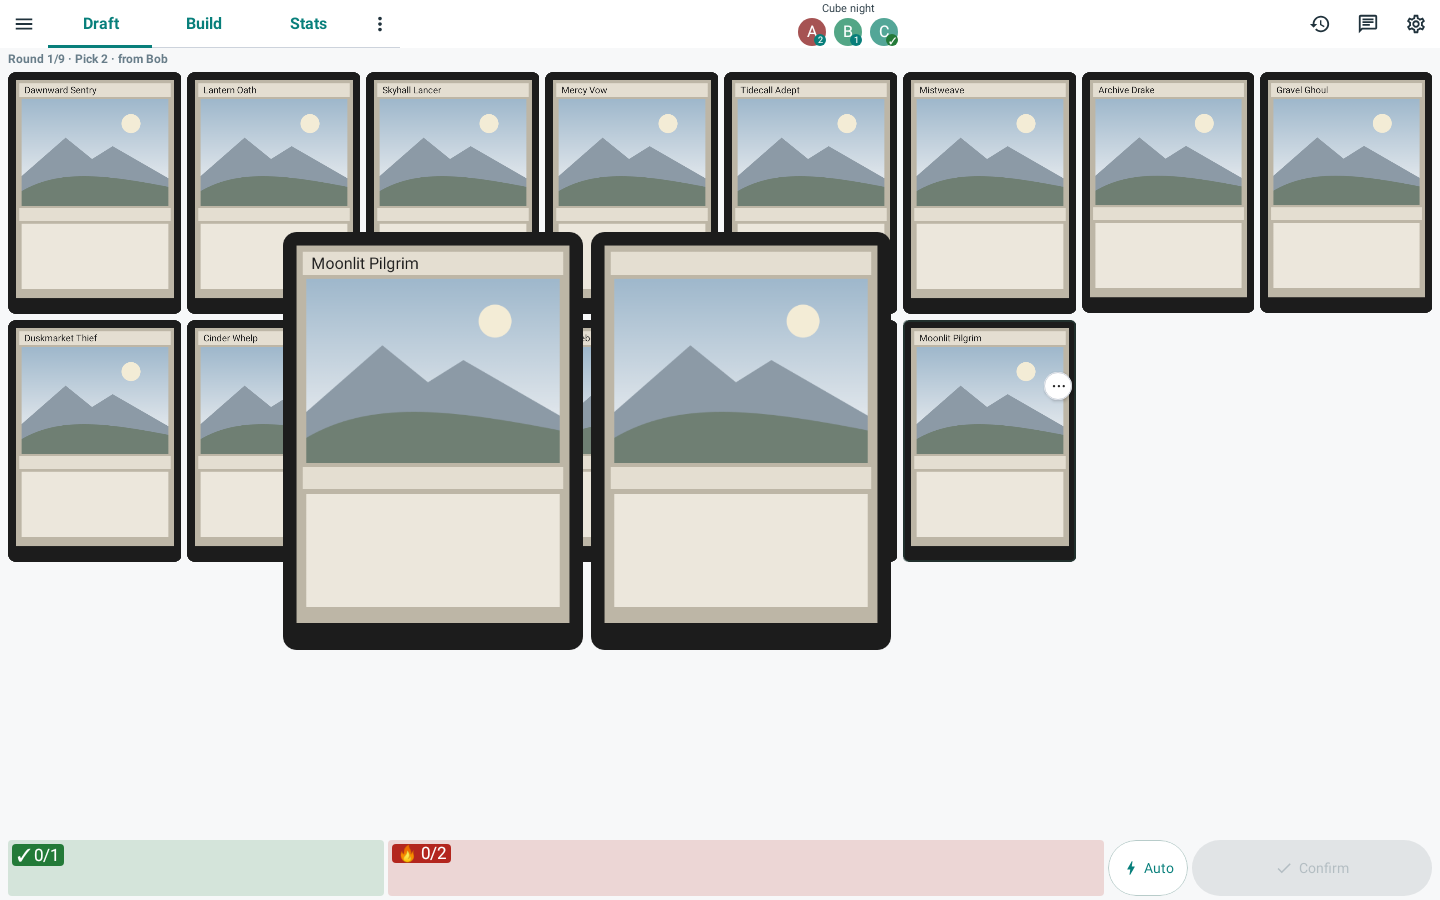 Cube night
Draft
Build
Stats
A
2
B
1
C
Round 1/9 · Pick 2 · from Bob
Dawnward Sentry
Lantern Oath
Skyhall Lancer
Mercy Vow
Tidecall Adept
Mistweave
Archive Drake
Gravel Ghoul
Moonlit Pilgrim
Duskmarket Thief
Cinder Whelp
Moonlit Pilgrim
✓ 0/1
🔥 0/2
Auto
Confirm